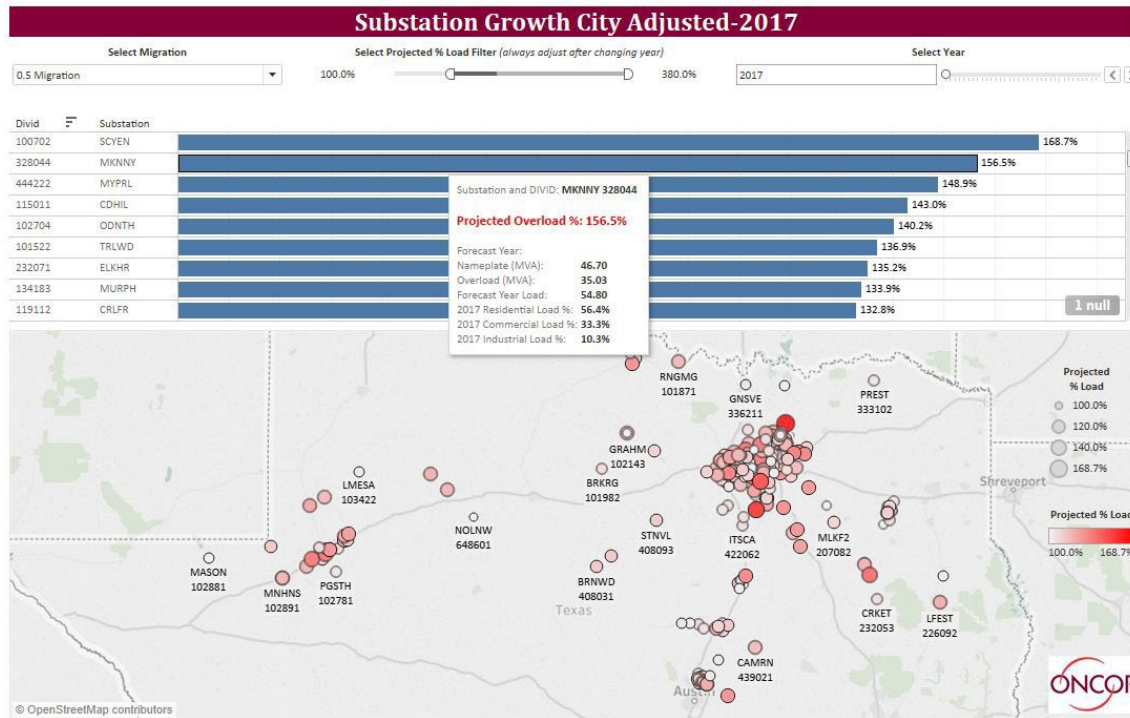 Substation Growth City Adjusted-2017
Select Migration
Select Projected % Load Filter (always adjust after changing year)
Select Year
0.5 Migration
100.0%
380.0%
2017
Divid Substation
100702 SCYEN 168.7%
328044 MKNNY 156.5%
444222 MYPRL 148.9%
115011 CDHIL 143.0%
102704 ODNTH 140.2%
101522 TRLWD 136.9%
232071 ELKHR 135.2%
134183 MURPH 133.9%
119112 CRLFR 132.8%
1 null
Substation and DIVID: MKNNY 328044
Projected Overload %: 156.5%
Forecast Year:
Nameplate (MVA): 46.70
Overload (MVA): 35.03
Forecast Year Load: 54.80
2017 Residential Load %: 56.4%
2017 Commercial Load %: 33.3%
2017 Industrial Load %: 10.3%
RNGMG
101871
GNSVE
336211
PREST
333102
GRAHM
102143
BRKRG
101982
LMESA
103422
NOLNW
648601
STNVL
408093
ITSCA
422062
MLKF2
207082
Shreveport
MASON
102881
MNHNS
102891
PGSTH
102781
BRNWD
408031
Texas
CRKET
232053
LFEST
226092
CAMRN
439021
Austin
Projected
% Load
100.0%
120.0%
140.0%
168.7%
Projected % Load
100.0% 168.7%
ONCOR
© OpenStreetMap contributors